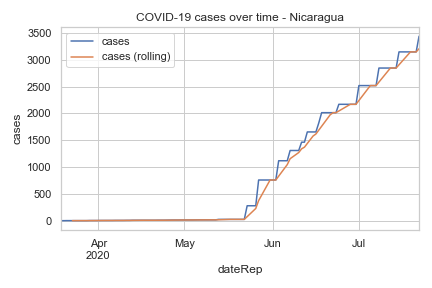 COVID-19 cases over time - Nicaragua
cases
cases (rolling)
3500
3000
2500
2000
1500
1000
500
0
cases
Apr
2020
May
Jun
Jul
dateRep